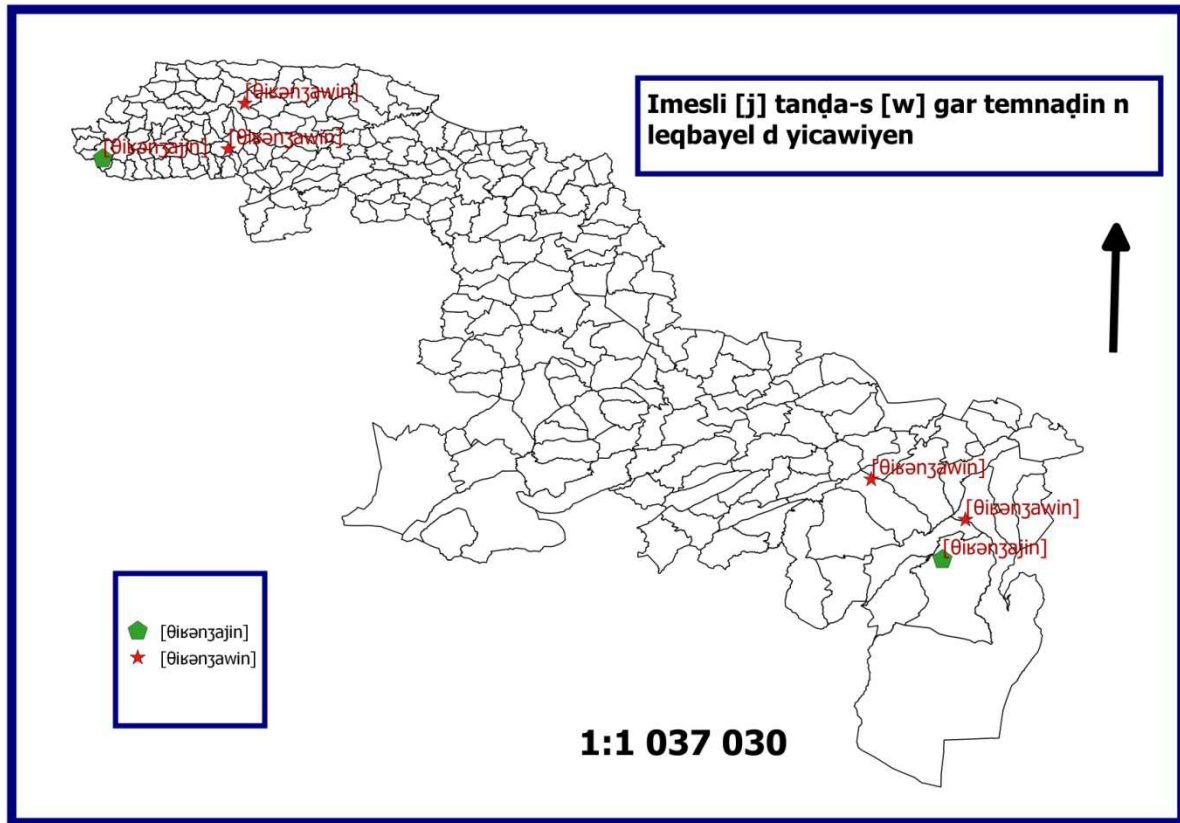 Imesli [j] tanḍa-s [w] gar temnaḍin n
leqbayel d yicawiyen
[θiʁənʒawin]
[θiʁənʒawin]
[θiʁənʒajin]
[θiʁənʒawin]
[θiʁənʒawin]
[θiʁənʒajin]
[θiʁənʒajin]
[θiʁənʒawin]
1:1 037 030